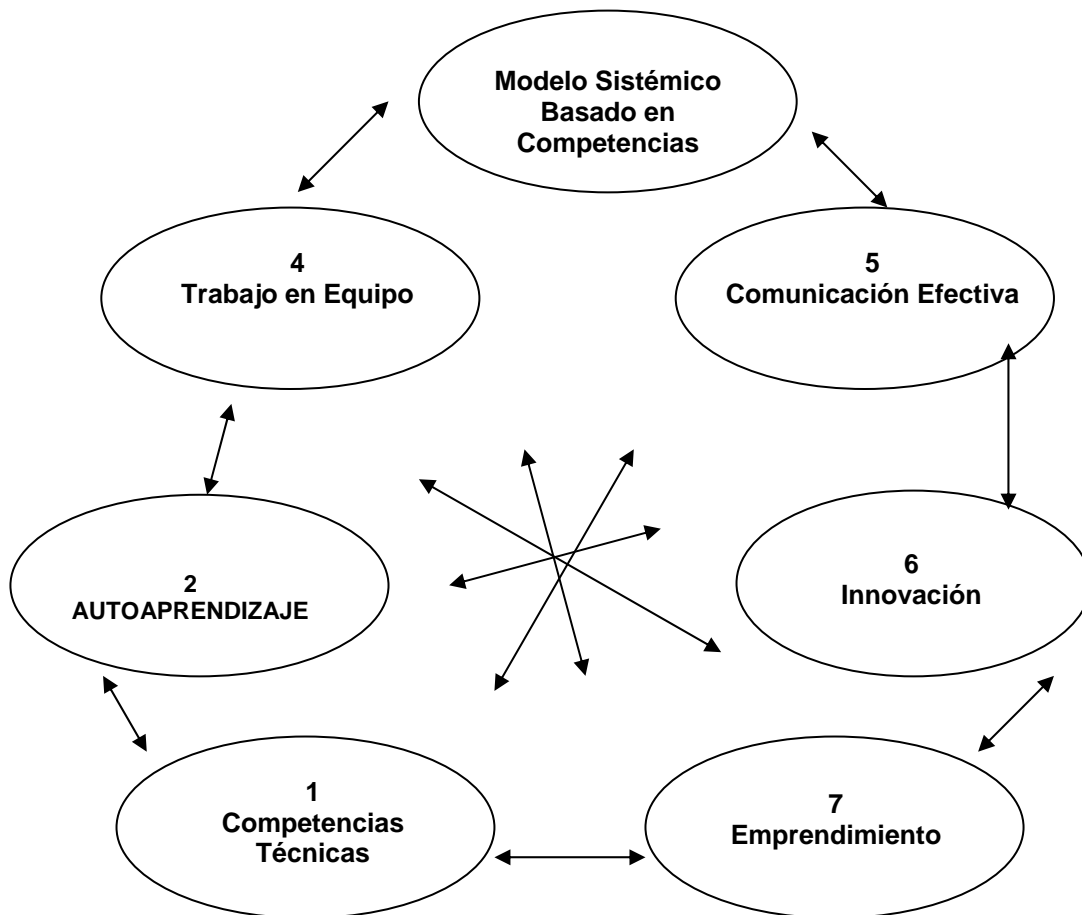 Modelo Sistémico
Basado en
Competencias
4
Trabajo en Equipo
5
Comunicación Efectiva
2
AUTOAPRENDIZAJE
6
Innovación
1
Competencias
Técnicas
7
Emprendimiento